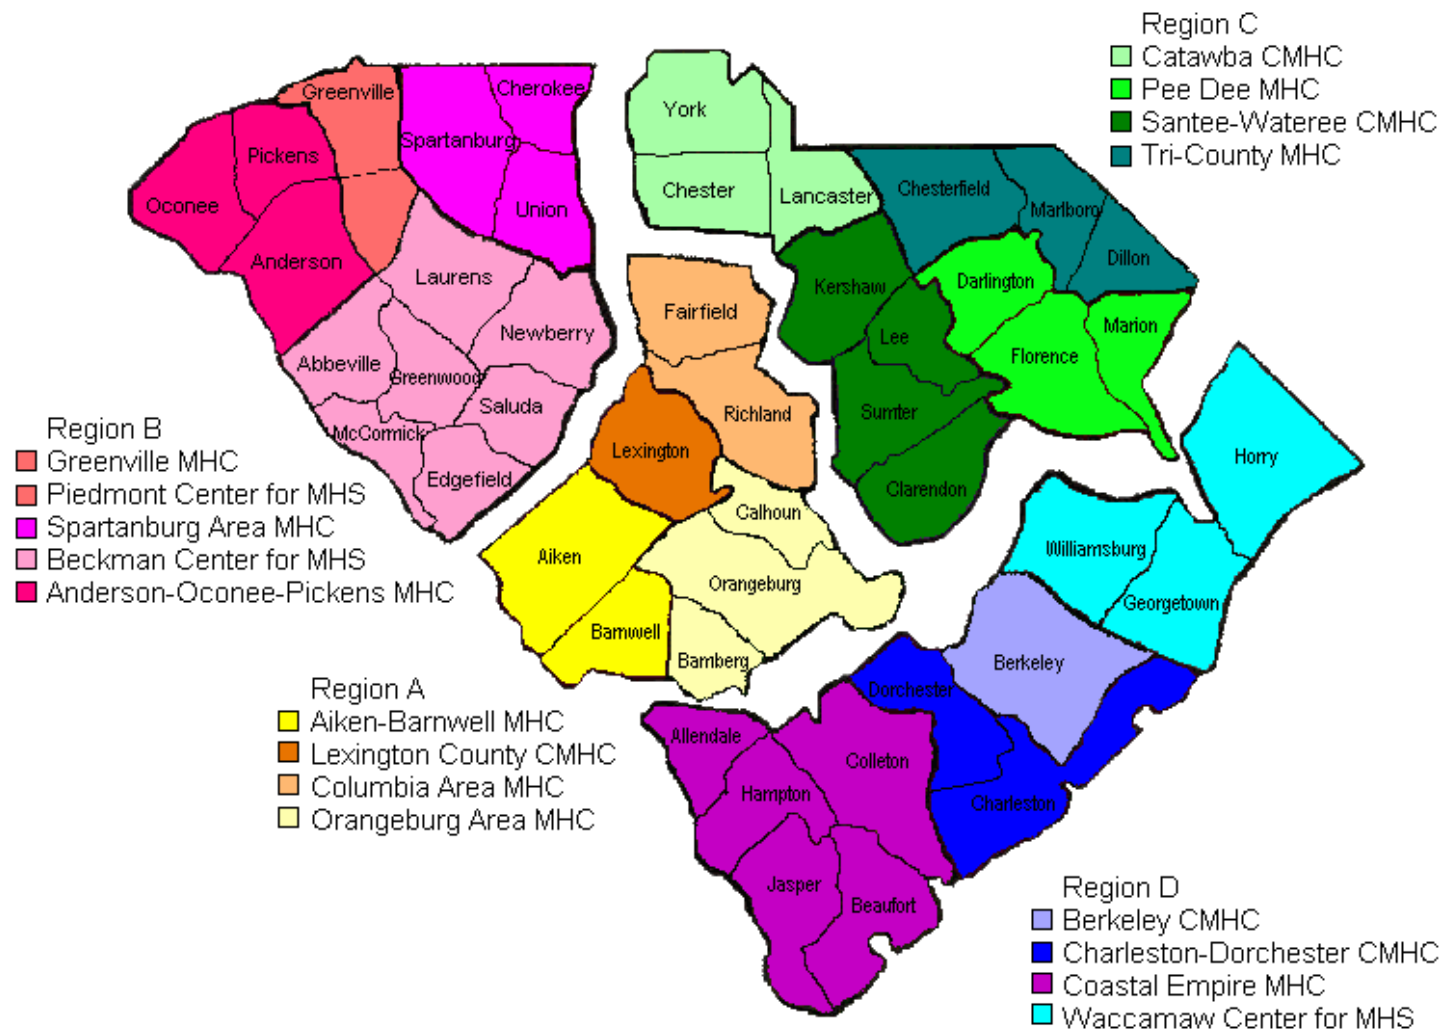 Region C
Catawba CMHC
Pee Dee MHC
Santee-Wateree CMHC
Tri-County MHC
Greenville
Cherokee
Spartanburg
Pickens
Oconee
Union
Anderson
Laurens
Newberry
Abbeville
Greenwood
Saluda
McCormick
Edgefield
York
Chester
Lancaster
Chesterfield
Marlboro
Dillon
Kershaw
Darlington
Lee
Marion
Florence
Sumter
Clarendon
Fairfield
Richland
Lexington
Calhoun
Aiken
Orangeburg
Barnwell
Bamberg
Horry
Williamsburg
Georgetown
Berkeley
Dorchester
Charleston
Allendale
Colleton
Hampton
Jasper
Beaufort
Region B
Greenville MHC
Piedmont Center for MHS
Spartanburg Area MHC
Beckman Center for MHS
Anderson-Oconee-Pickens MHC
Region A
Aiken-Barnwell MHC
Lexington County CMHC
Columbia Area MHC
Orangeburg Area MHC
Region D
Berkeley CMHC
Charleston-Dorchester CMHC
Coastal Empire MHC
Waccamaw Center for MHS